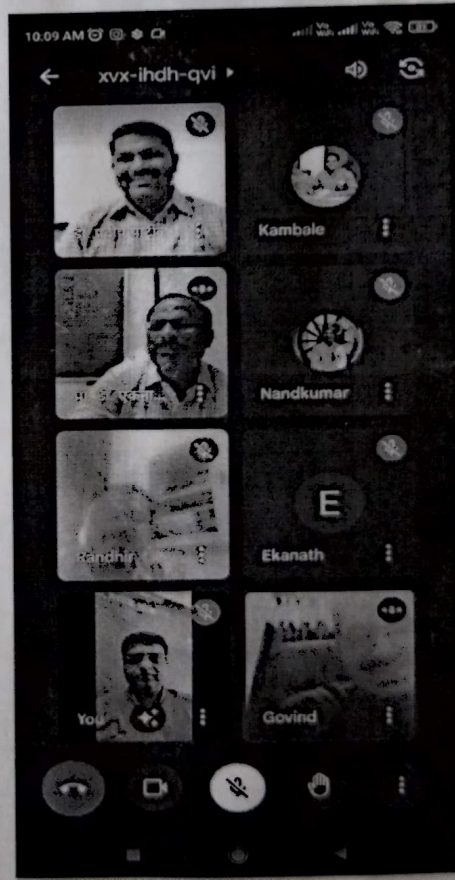 10:09 AM
xvx-ihdh-qvi
Kambale
Nandkumar
Randhir
E
Ekanath
You
Govind